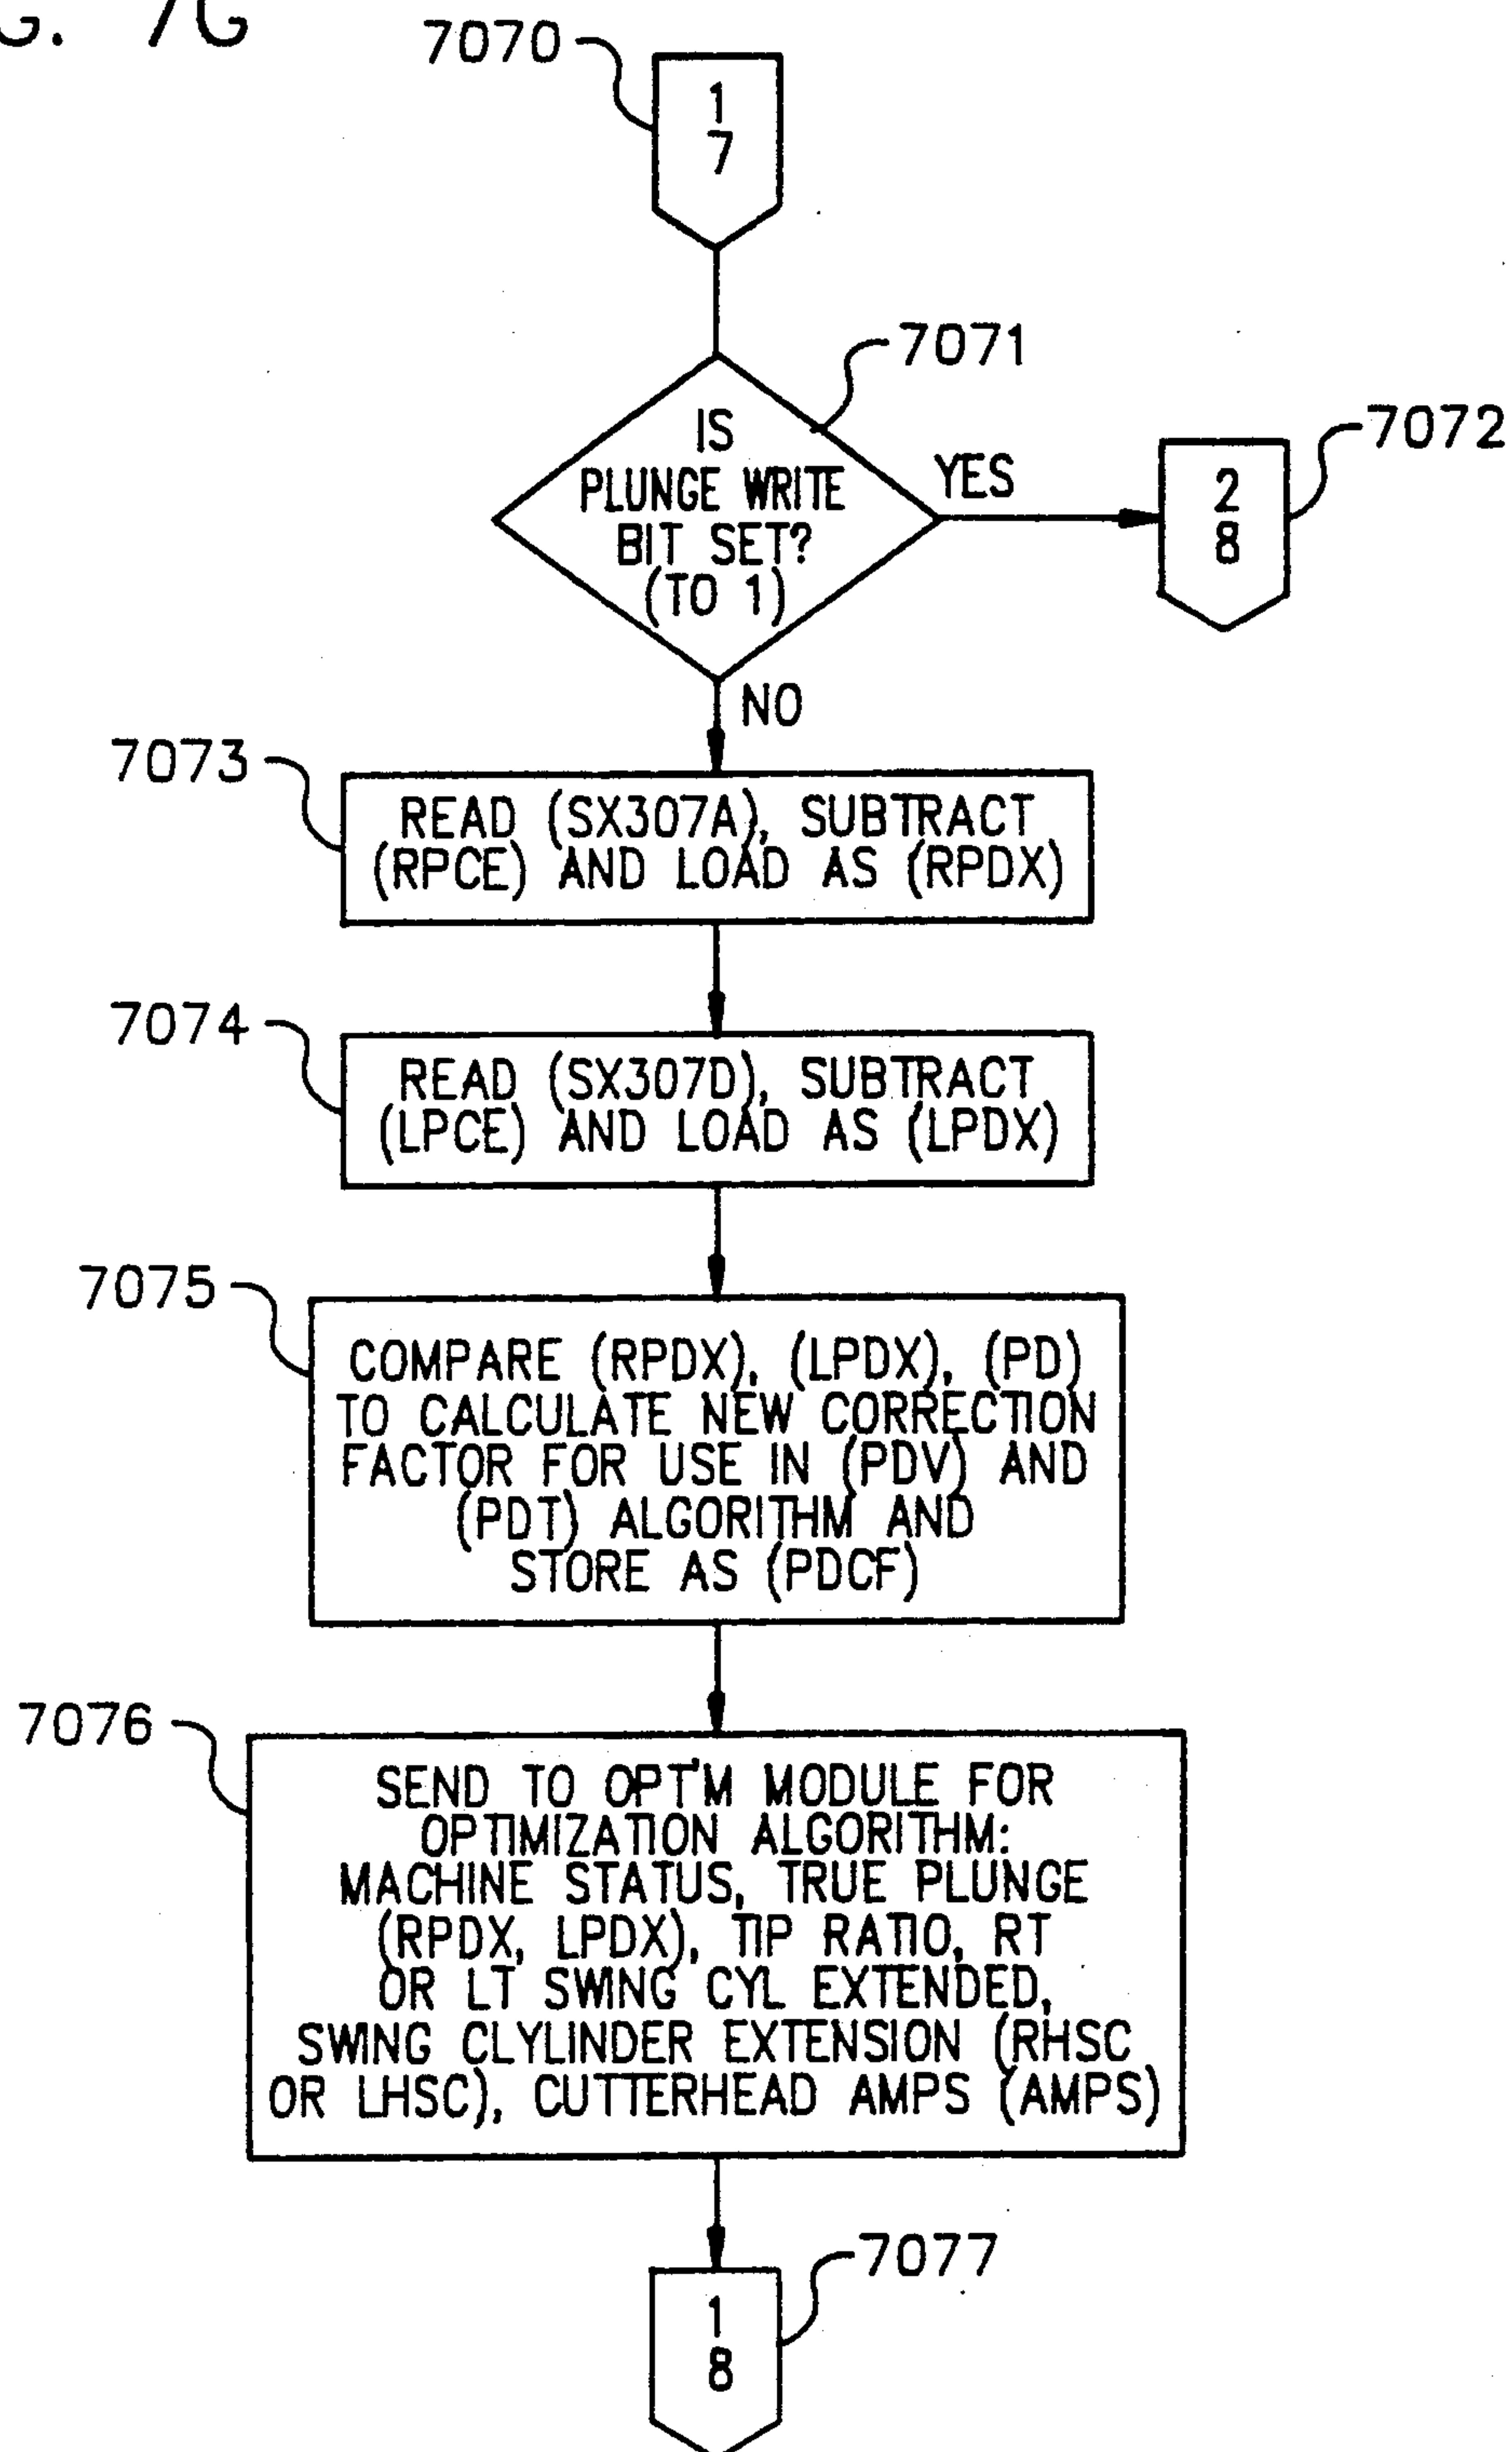 G. 7G
7070
1
7
7071
IS
PLUNGE WRITE
BIT SET?
(TO 1)
YES
7072
2
8
NO
7073
READ (SX307A), SUBTRACT
(RPCE) AND LOAD AS (RPDX)
7074
READ (SX307D), SUBTRACT
(LPCE) AND LOAD AS (LPDX)
7075
COMPARE (RPDX), (LPDX), (PD)
TO CALCULATE NEW CORRECTION
FACTOR FOR USE IN (PDV) AND
(PDT) ALGORITHM AND
STORE AS (PDCF)
7076
SEND TO OPT'M MODULE FOR
OPTIMIZATION ALGORITHM:
MACHINE STATUS, TRUE PLUNGE
(RPDX, LPDX), TIP RATIO, RT
OR LT SWING CYL EXTENDED,
SWING CLYLINDER EXTENSION (RHSC
OR LHSC), CUTTERHEAD AMPS (AMPS)
7077
1
8